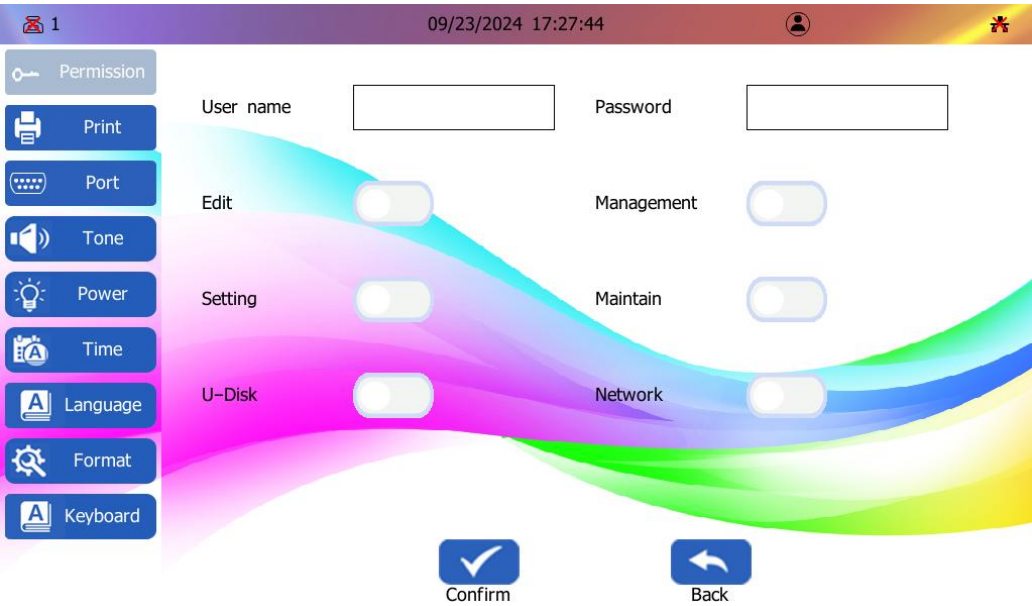 1 09/23/2024 17:27:44
Permission
Print
Port
Tone
Power
Time
A Language
Format
A Keyboard
User name Password
Edit Management
Setting Maintain
U-Disk Network
Confirm Back